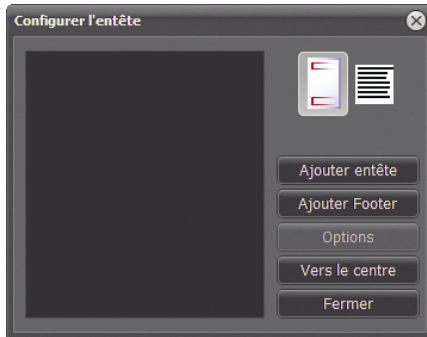 Configurer l'entête
Ajouter entête
Ajouter Footer
Options
Vers le centre
Fermer